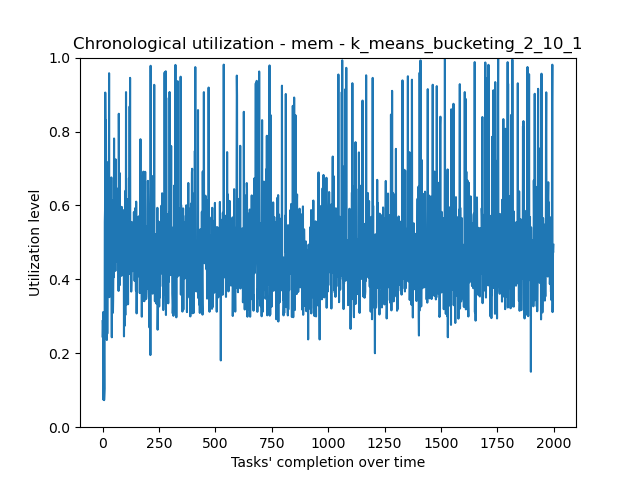 Chronological utilization - mem - k_means_bucketing_2_10_1
1.0
0.8
0.6
0.4
0.2
0.0
Utilization level
0 250 500 750 1000 1250 1500 1750 2000
Tasks' completion over time